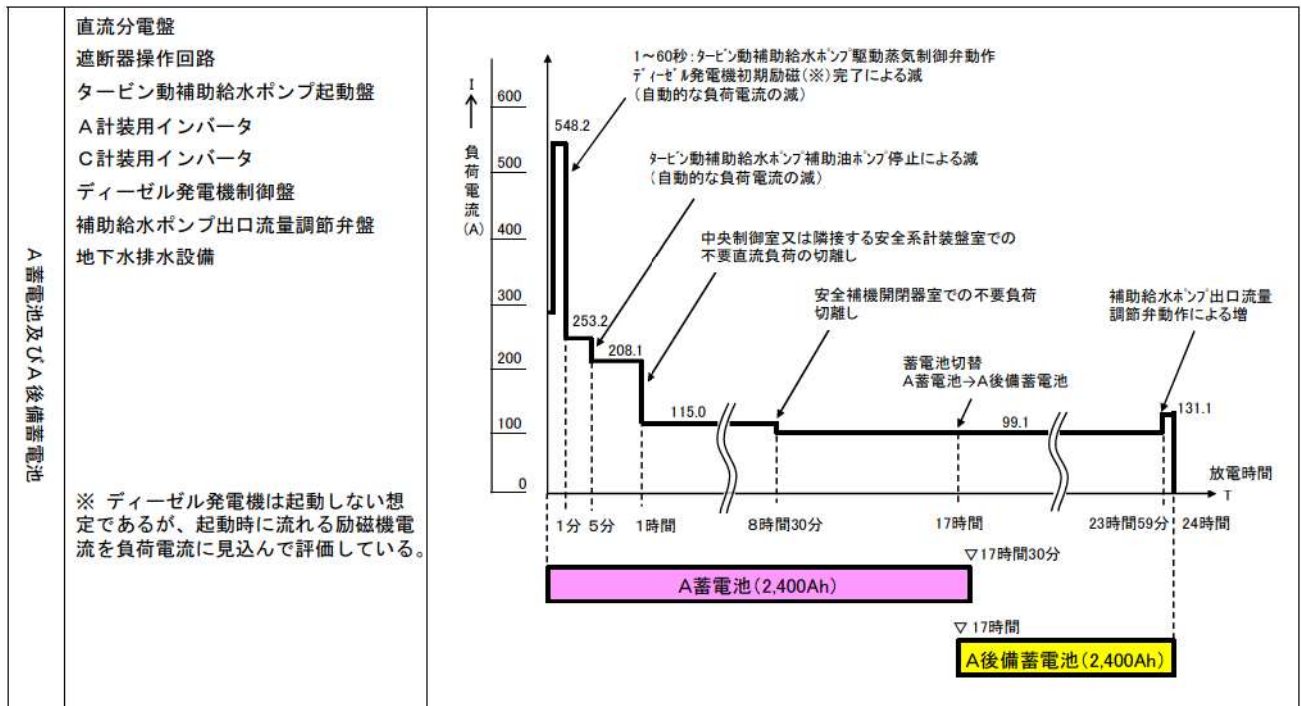 A蓄電池及びA後備蓄電池
直流分電盤
遮断器操作回路
タービン動補助給水ポンプ起動盤
A計装用インバータ
C計装用インバータ
ディーゼル発電機制御盤
補助給水ポンプ出口流量調節弁盤
地下水排水設備
※ ディーゼル発電機は起動しない想
定であるが、起動時に流れる励磁機電
流を負荷電流に見込んで評価している。
I
負荷電流(A)
600
500
400
300
200
100
0
1～60秒：ﾀｰﾋﾞﾝ動補助給水ﾎﾟﾝﾌﾟ駆動蒸気制御弁動作
ﾃﾞｨｰｾﾞﾙ発電機初期励磁(※)完了による減
(自動的な負荷電流の減)
548.2
ﾀｰﾋﾞﾝ動補助給水ﾎﾟﾝﾌﾟ補助油ﾎﾟﾝﾌﾟ停止による減
(自動的な負荷電流の減)
中央制御室又は隣接する安全系計装盤室での
不要直流負荷の切離し
安全補機開閉器室での不要負荷
切離し
補助給水ﾎﾟﾝﾌﾟ出口流量
調節弁動作による増
253.2
208.1
蓄電池切替
A蓄電池→A後備蓄電池
115.0
99.1
131.1
放電時間
T
1分
5分
1時間
8時間30分
17時間
23時間59分
24時間
▽17時間30分
A蓄電池(2,400Ah)
▽ 17時間
A後備蓄電池(2,400Ah)